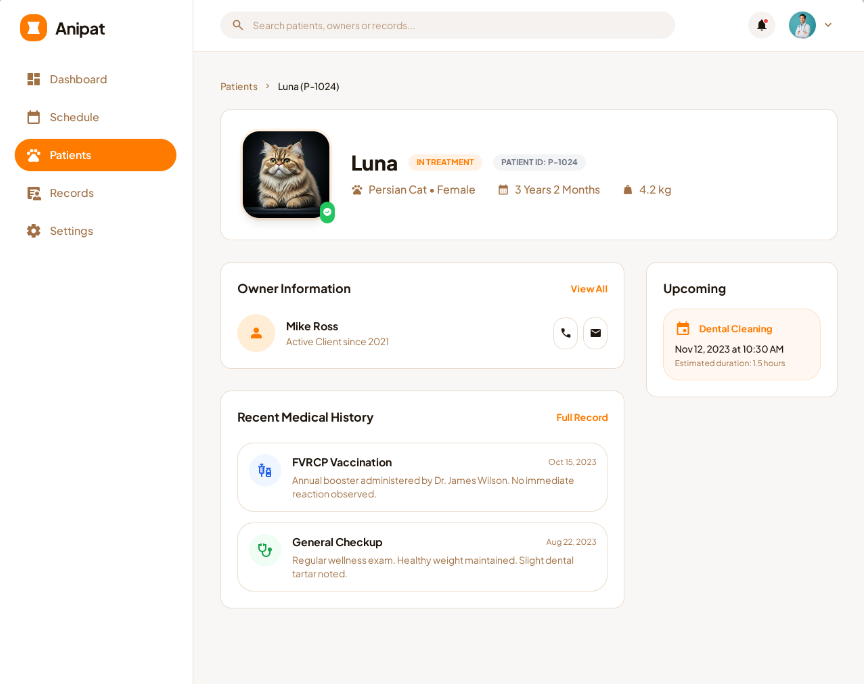 Anipat
Search patients, owners or records...
Dashboard
Schedule
Patients
Records
Settings
Patients > Luna (P-1024)
Luna IN TREATMENT PATIENT ID: P-1024
Persian Cat • Female 3 Years 2 Months 4.2 kg
Owner Information View All
Mike Ross
Active Client since 2021
Upcoming
Dental Cleaning
Nov 12, 2023 at 10:30 AM
Estimated duration: 1.5 hours
Recent Medical History Full Record
FVRCP Vaccination Oct 15, 2023
Annual booster administered by Dr. James Wilson. No immediate
reaction observed.
General Checkup Aug 22, 2023
Regular wellness exam. Healthy weight maintained. Slight dental
tartar noted.